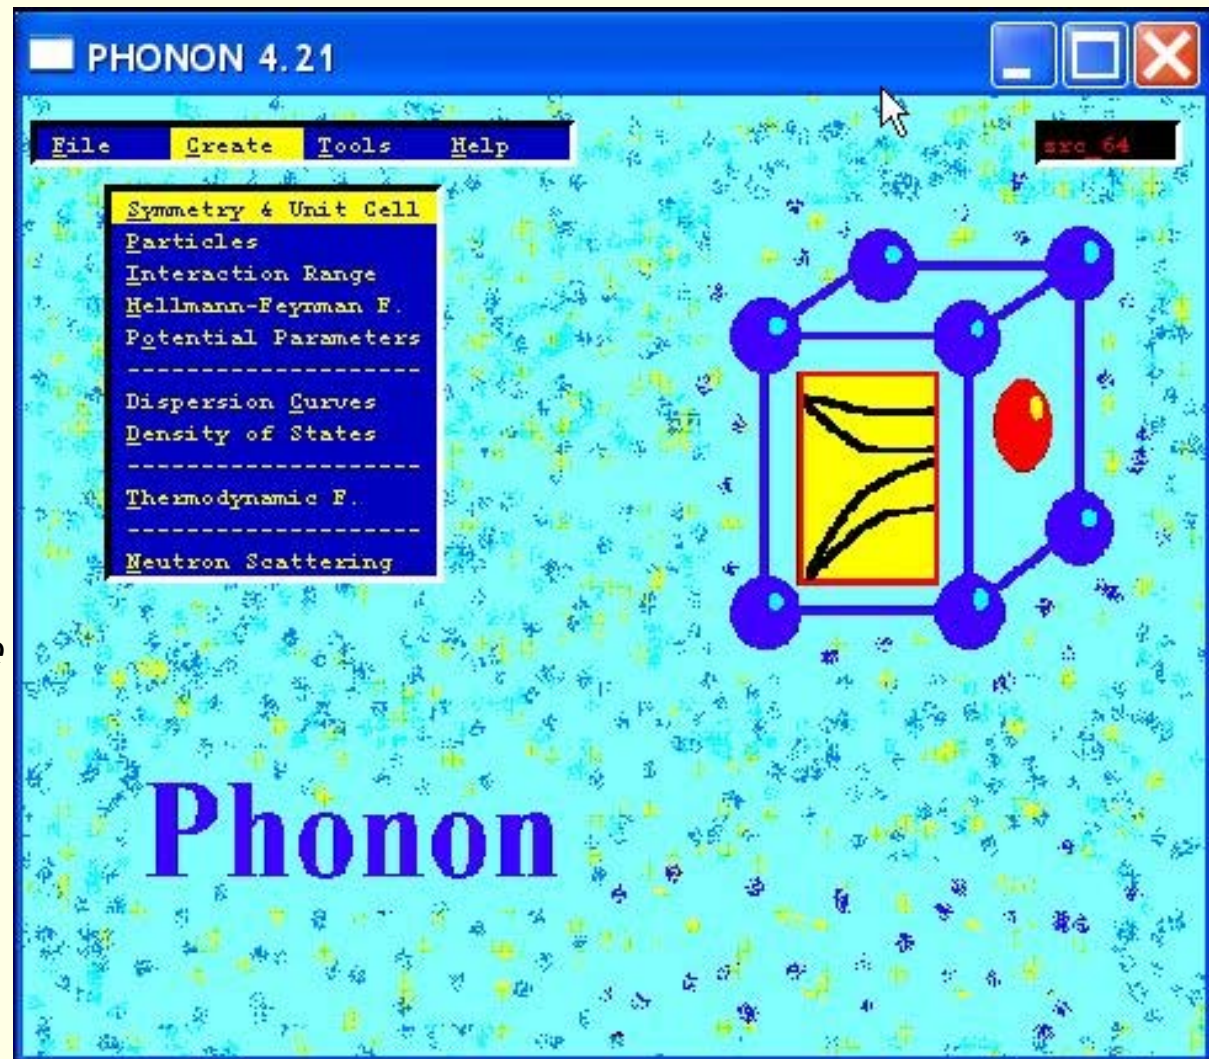 PHONON 4.21
File Create Tools Help
src_64
Symmetry & Unit Cell
Particles
Interaction Range
Hellmann-Feynman F.
Potential Parameters
--------------------
Dispersion Curves
Density of States
--------------------
Thermodynamic F.
--------------------
Neutron Scattering
Phonon